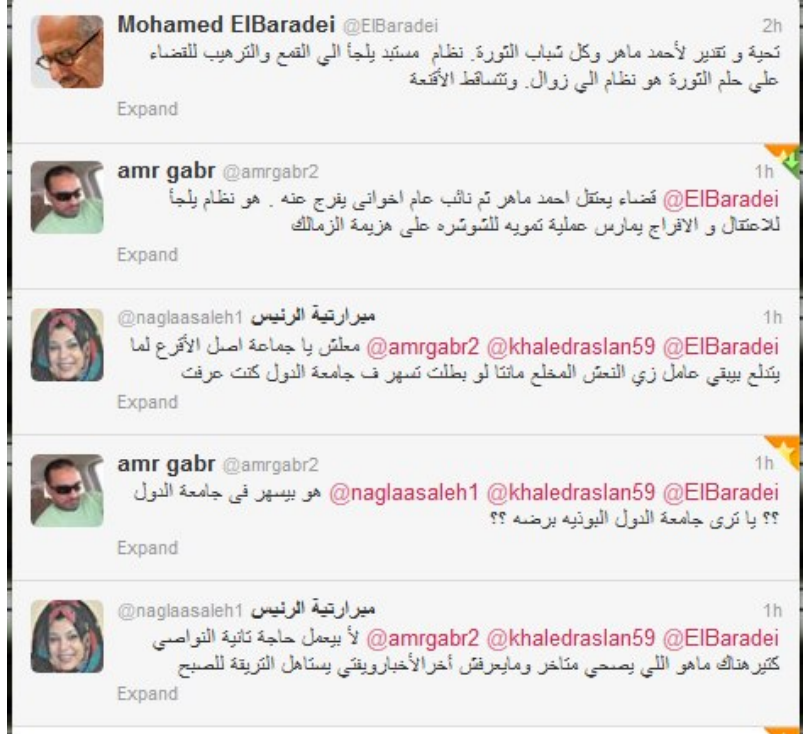 Mohamed ElBaradei @ElBaradei 2h
تحية و تقدير لأحمد ماهر وكل شباب الثورة. نظام مستبد يلجأ الي القمع والترهيب للقضاء
علي حلم الثورة هو نظام الي زوال. وتتساقط الأقنعة
Expand
amr gabr @amrgabr2 1h
@ElBaradei قضاء يعتقل احمد ماهر ثم نائب عام اخوانى يفرج عنه . هو نظام يلجأ
للاعتقال و الافراج يمارس عملية تمويه للشوشره على هزيمة الزمالك
Expand
ميرارتية الرئيس @naglaasaleh1 1h
@amrgabr2 @khaledraslan59 @ElBaradei معلش يا جماعة اصل الأقرع لما
يتدلع بيبقي عامل زي النعش المخلع مانتا لو بطلت تسهر ف جامعة الدول كنت عرفت
Expand
amr gabr @amrgabr2 1h
@naglaasaleh1 @khaledraslan59 @ElBaradei هو بيسهر فى جامعة الدول
؟؟ يا ترى جامعة الدول البوذيه برضه ؟؟
Expand
ميرارتية الرئيس @naglaasaleh1 1h
@amrgabr2 @khaledraslan59 @ElBaradei لأ بيعمل حاجة تانية النواصي
كتيرهناك ماهو اللي يصحي متاخر ومايعرفش أخرالأخبارويفتي يستاهل التريقة للصبح
Expand